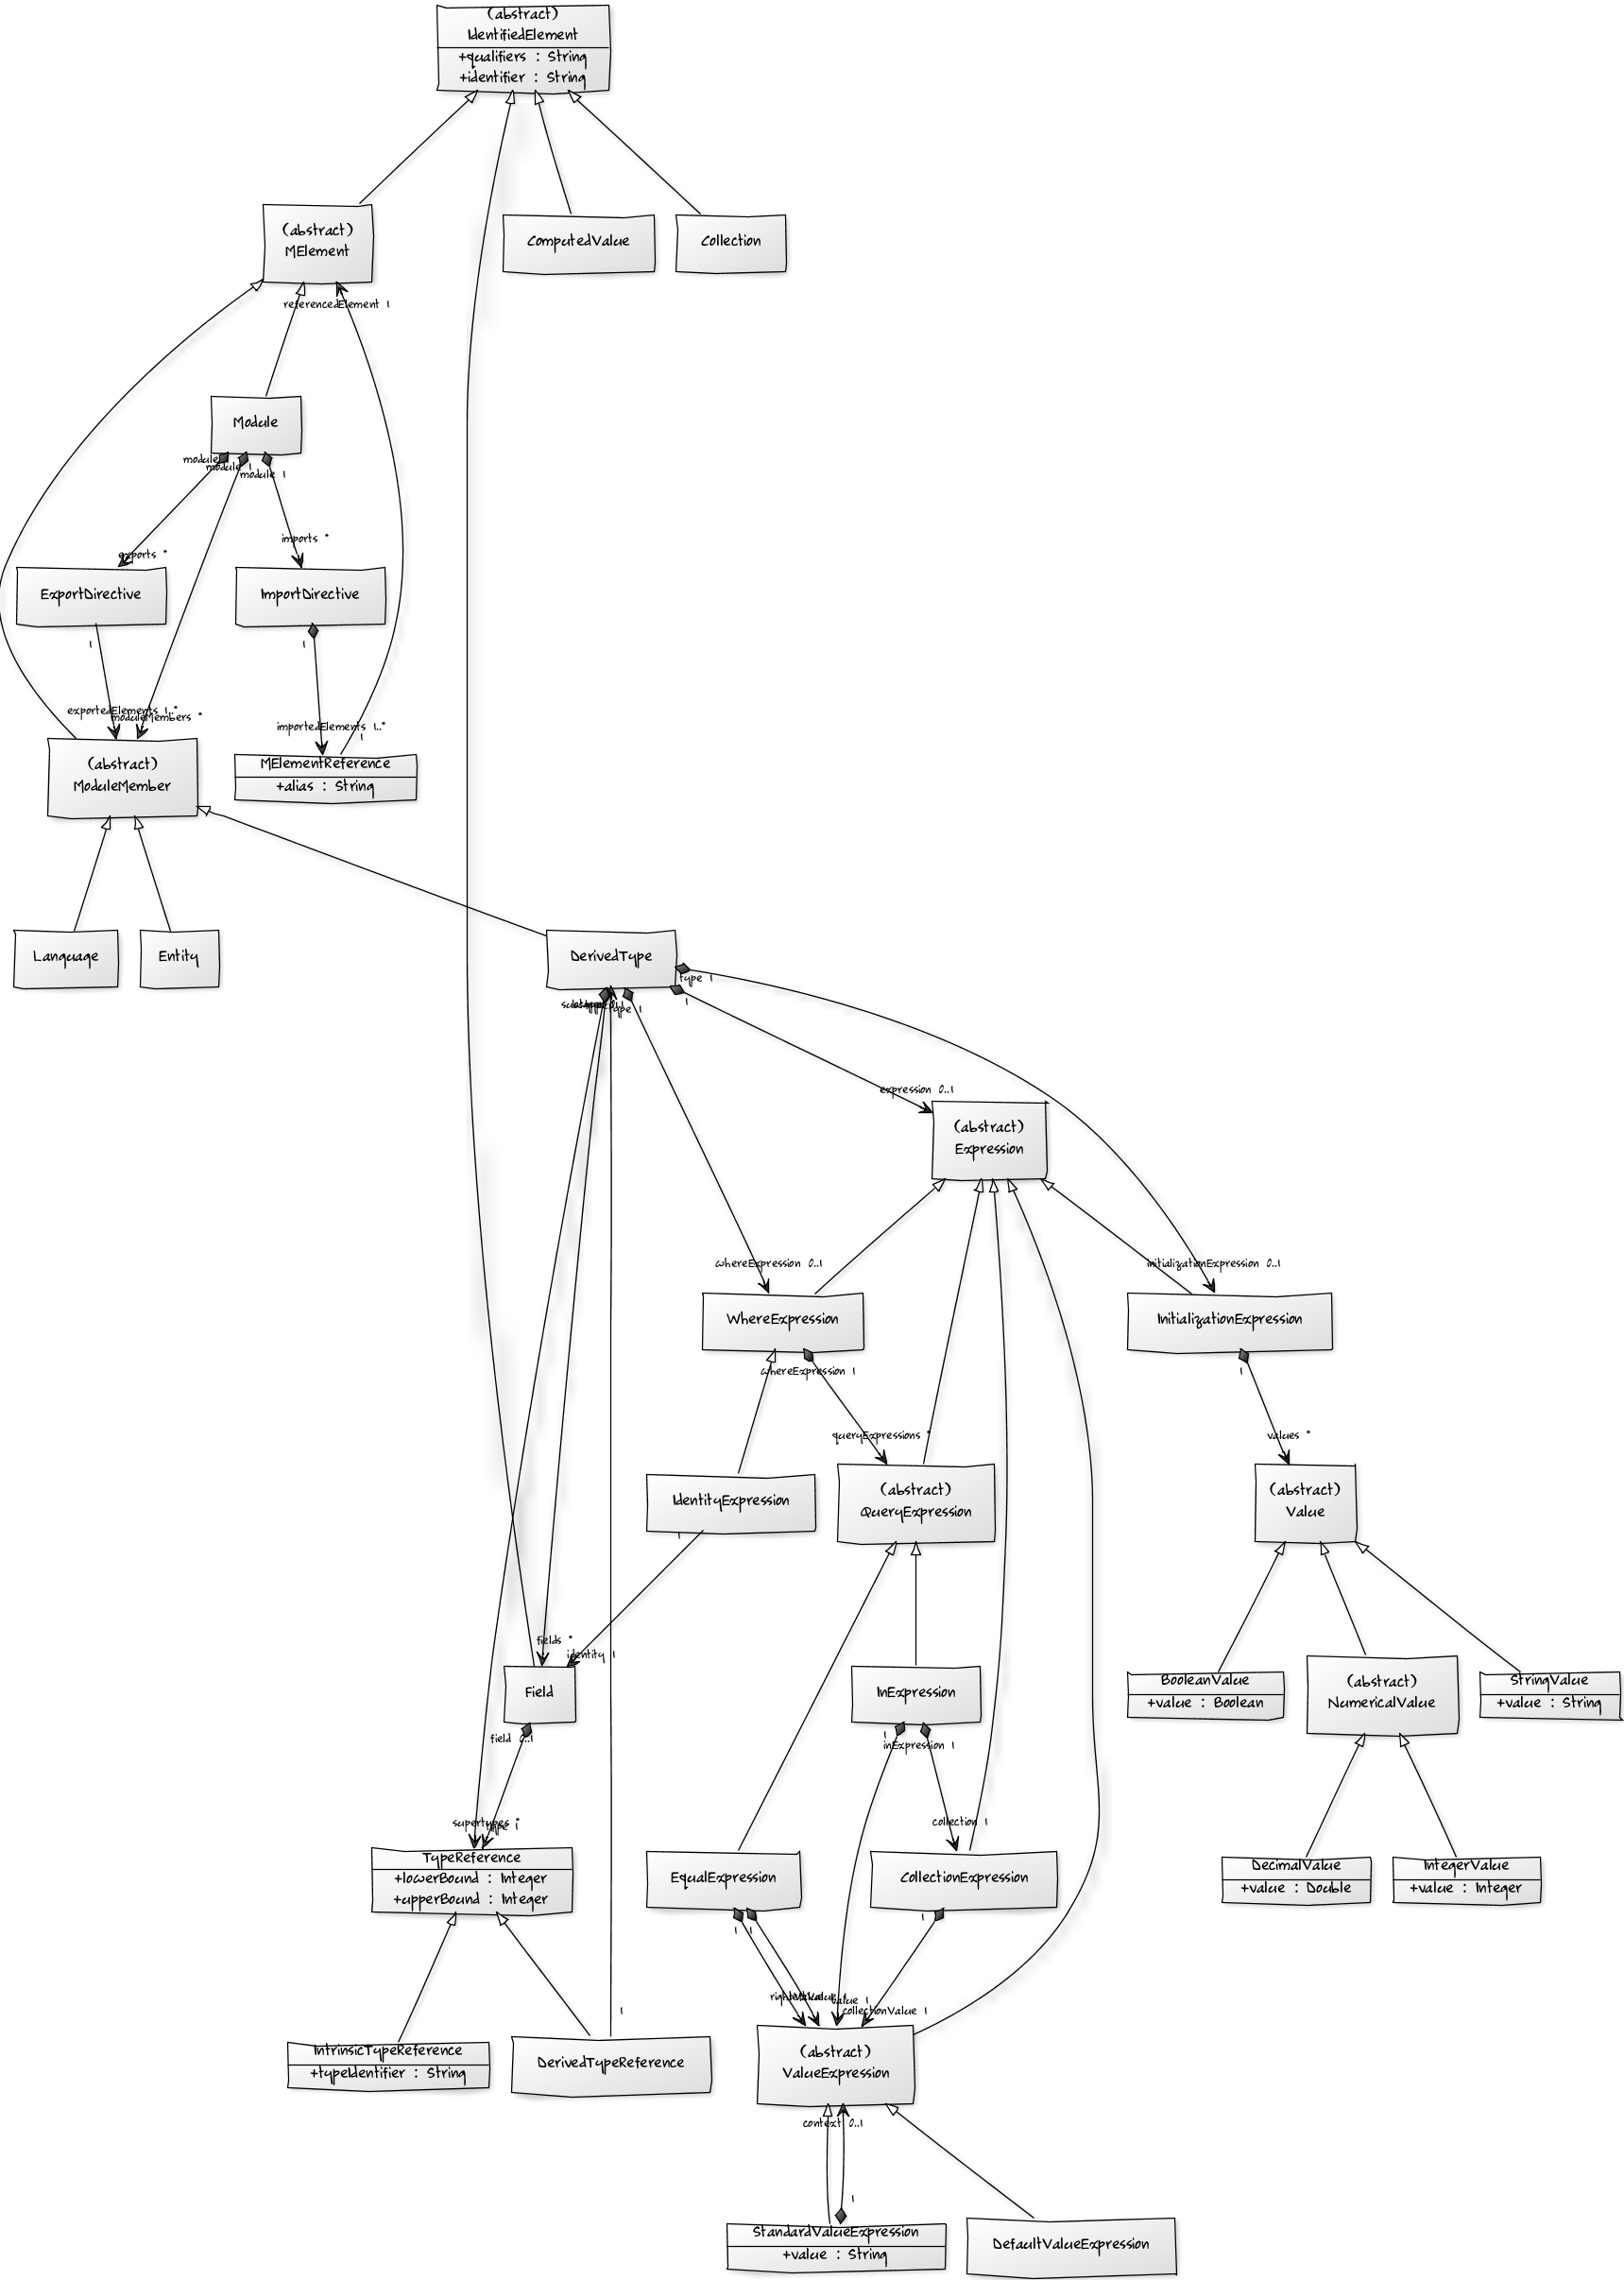 (abstract)
IdentifiedElement
+qualifiers : String
+identifier : String
(abstract)
MElement
ComputedValue
Collection
referencedElement 1
Module
module
module 1
module 1
imports *
exports *
ExportDirective
ImportDirective
1
1
exportedElements 1..*
moduleMembers *
importedElements 1..*
1
(abstract)
ModuleMember
MElementReference
+alias : String
Language
Entity
DerivedType
type 1
1
type 1
expression 0..1
(abstract)
Expression
whereExpression 0..1
initializationExpression 0..1
WhereExpression
InitializationExpression
whereExpression 1
1
queryExpressions *
values *
IdentityExpression
(abstract)
QueryExpression
(abstract)
Value
1
fields *
identity 1
Field
InExpression
BooleanValue
+value : Boolean
(abstract)
NumericalValue
StringValue
+value : String
field 0..1
1
inExpression 1
supertypes *
type 1
collection 1
TypeReference
+lowerBound : Integer
+upperBound : Integer
EqualExpression
CollectionExpression
DecimalValue
+value : Double
IntegerValue
+value : Integer
1
1
1
value 1
collectionValue 1
1
IntrinsicTypeReference
+typeIdentifier : String
DerivedTypeReference
(abstract)
ValueExpression
context 0..1
1
StandardValueExpression
+value : String
DefaultValueExpression